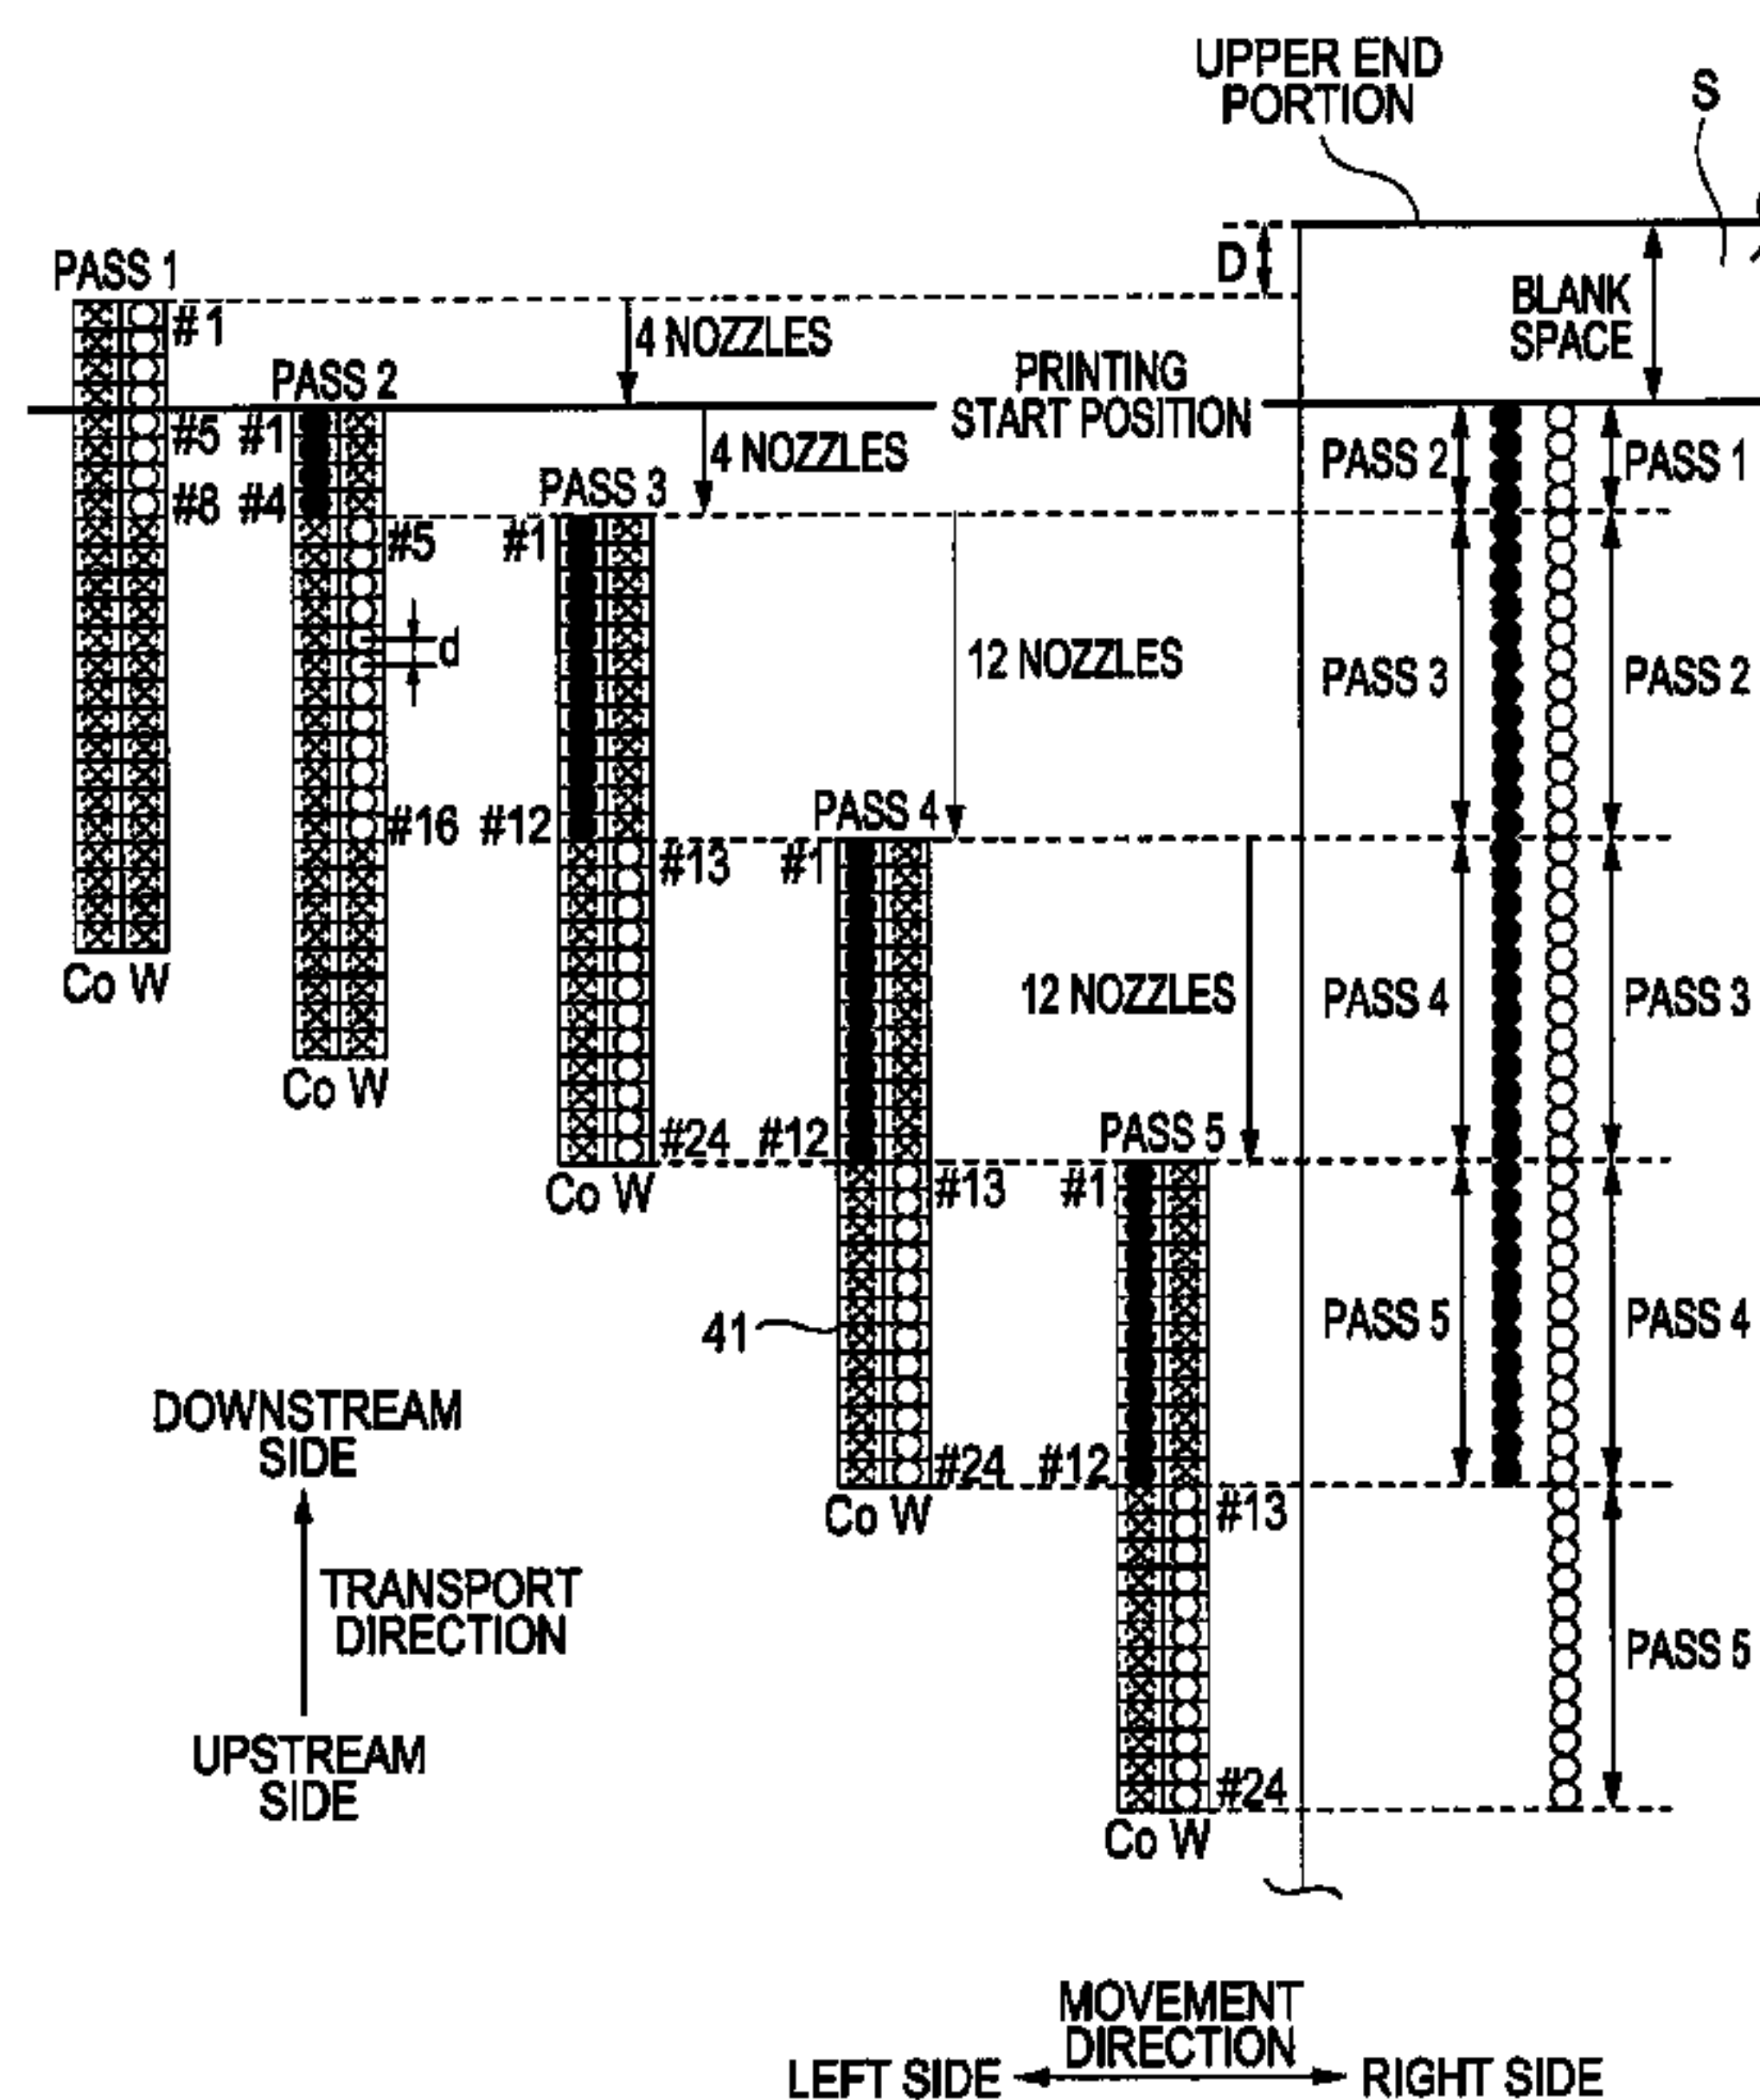 UPPER END
PORTION
S
PASS 1
D
BLANK
SPACE
#1
4 NOZZLES
PASS 2
PRINTING
START POSITION
#5
#1
4 NOZZLES
PASS 2
PASS 1
PASS 3
#8
#4
#5
#1
d
12 NOZZLES
PASS 3
PASS 2
#16
#12
PASS 4
#13
#1
Co W
12 NOZZLES
PASS 4
PASS 3
Co W
#24
#12
PASS 5
Co W
#13
#1
41
PASS 5
PASS 4
DOWNSTREAM
SIDE
#24
#12
Co W
#13
TRANSPORT
DIRECTION
PASS 5
UPSTREAM
SIDE
#24
Co W
MOVEMENT
DIRECTION
LEFT SIDE
RIGHT SIDE